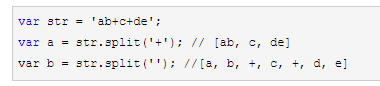 var str = 'ab+c+de';
var a = str.split('+'); // [ab, c, de]
var b = str.split(''); //[a, b, +, c, +, d, e]